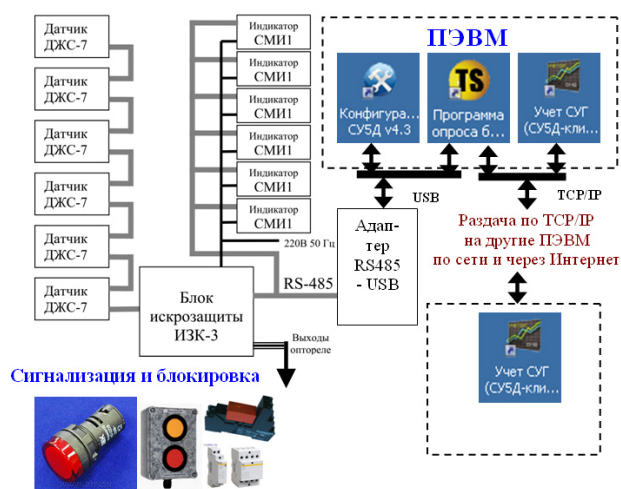 Датчик
ДЖС-7
Датчик
ДЖС-7
Датчик
ДЖС-7
Датчик
ДЖС-7
Датчик
ДЖС-7
Датчик
ДЖС-7
Датчик
ДЖС-7
Индикатор
СМИ1
Индикатор
СМИ1
Индикатор
СМИ1
Индикатор
СМИ1
Индикатор
СМИ1
Индикатор
СМИ1
220В 50 Гц
Блок
искрозащиты
ИЗК-3
RS-485
Адап-
тер
RS485
- USB
Выходы
оптореле
Сигнализация и блокировка
ПЭВМ
Конфигура...
СУ5Д v4.3
TS
Программа
опроса б...
Учет СУГ
(СУ5Д-кли...
USB
TCP/IP
Раздача по TCP/IP
на другие ПЭВМ
по сети и через Интернет
Учет СУГ
(СУ5Д-кли...